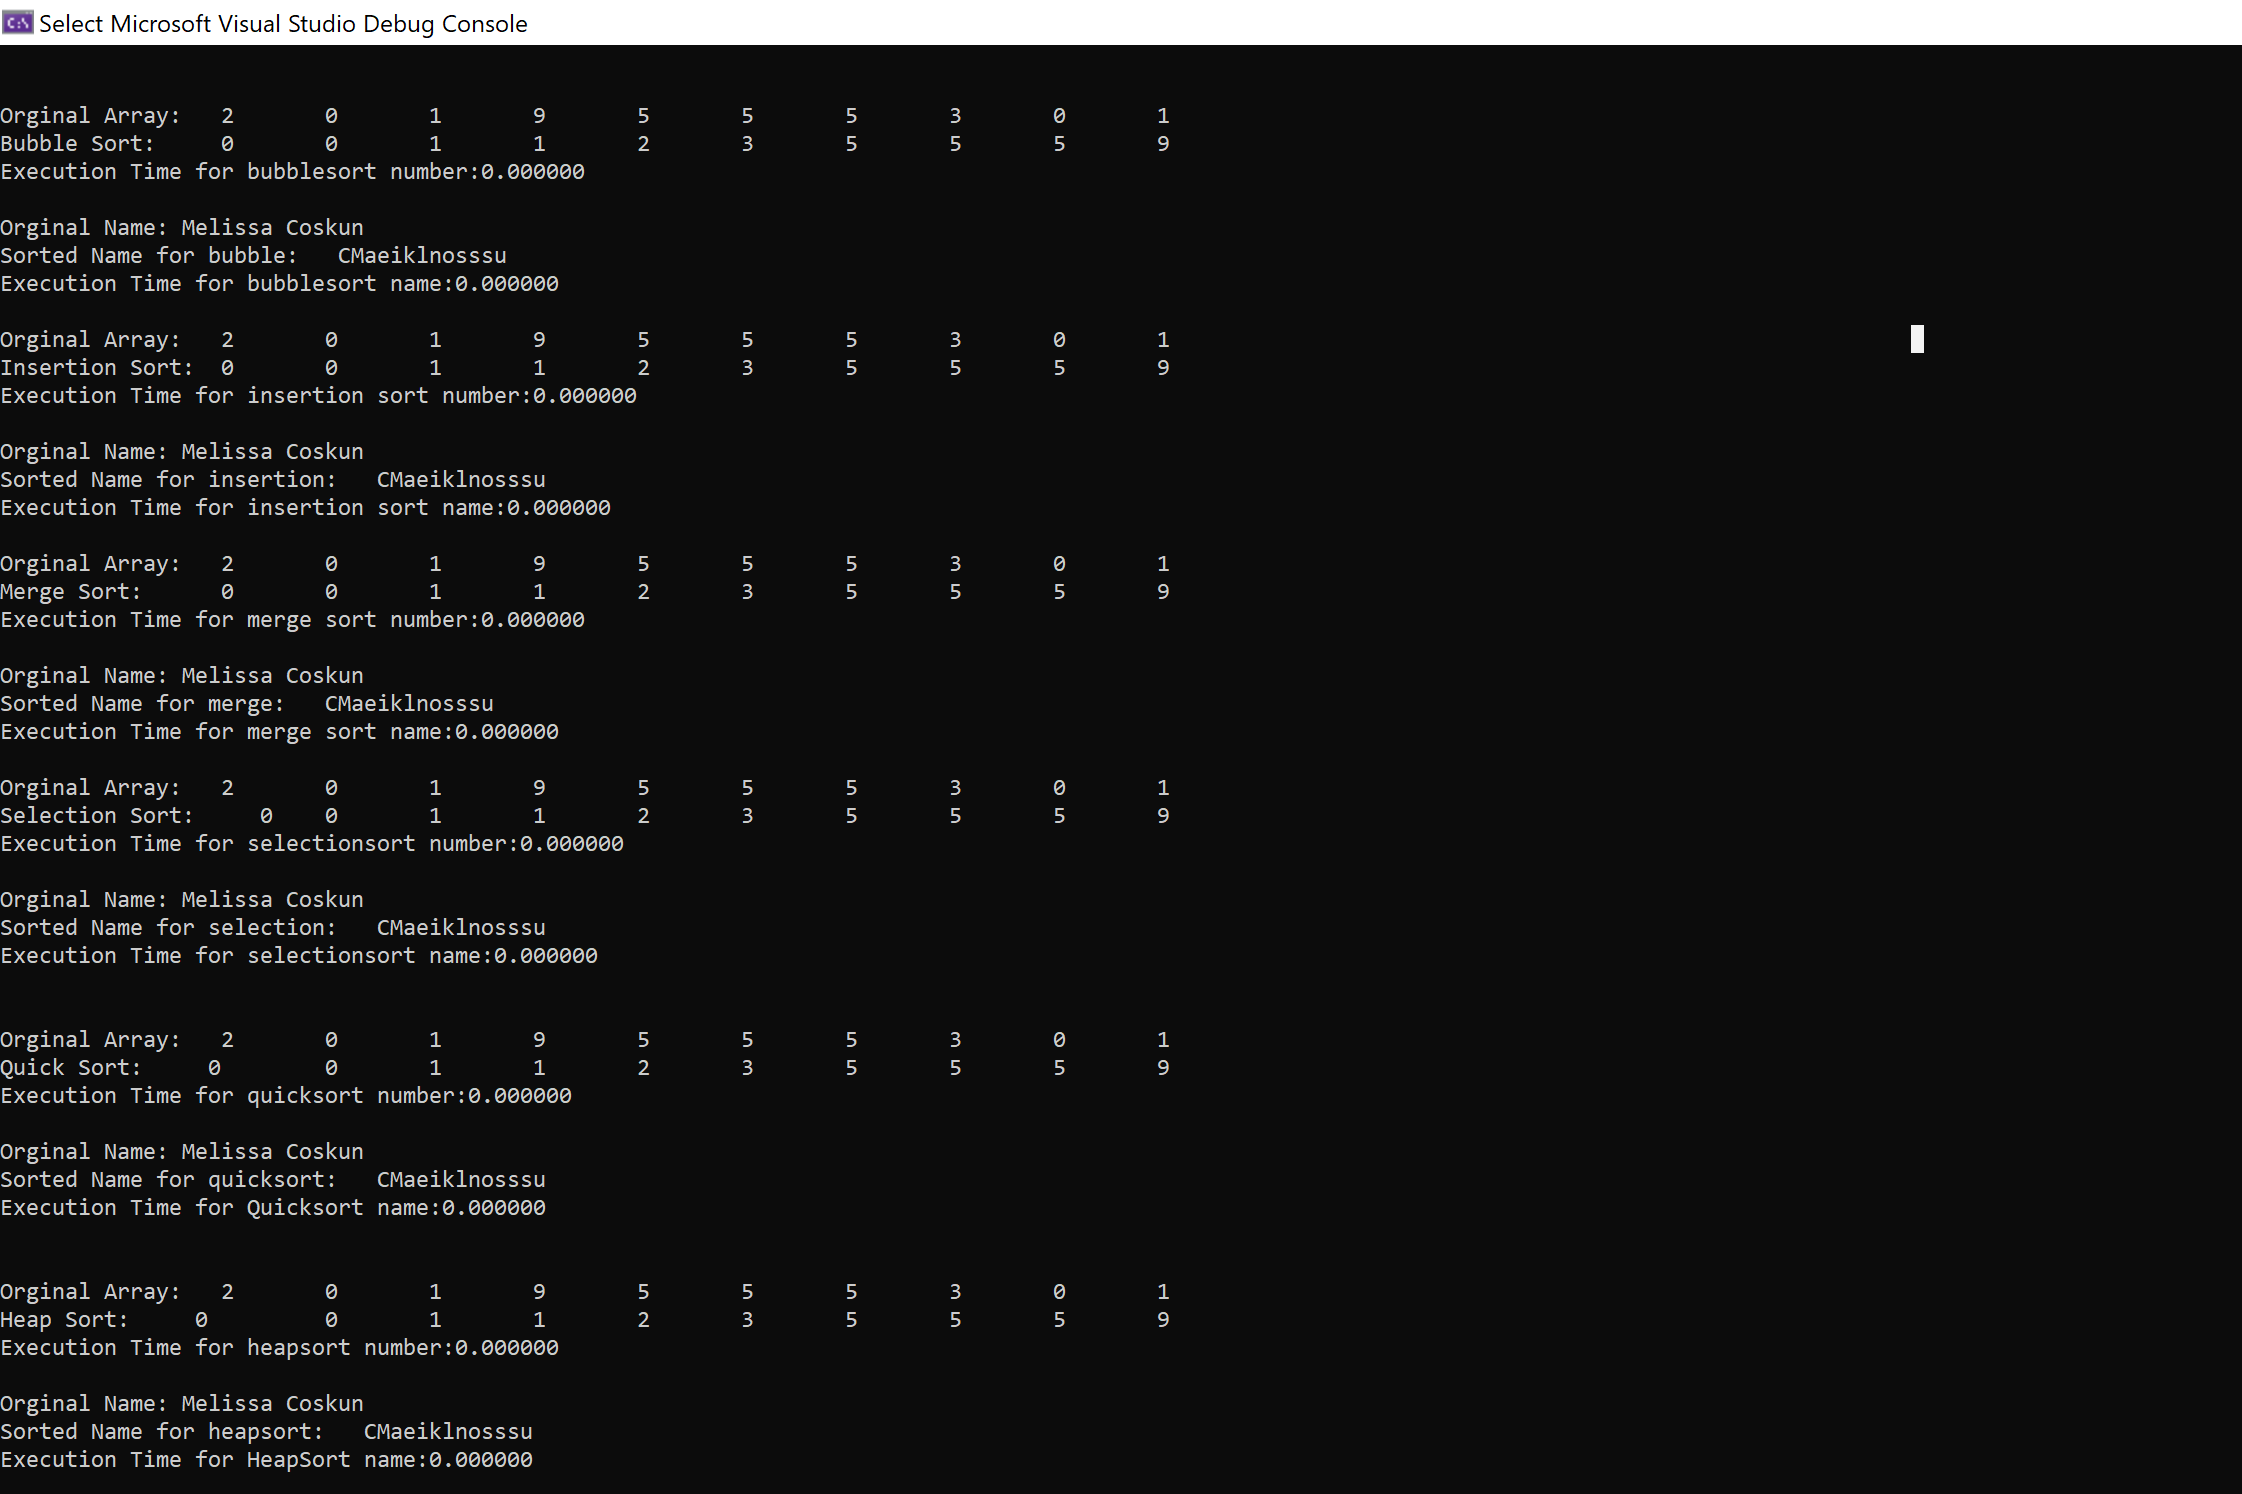 Select Microsoft Visual Studio Debug Console
Orginal Array: 2 0 1 9 5 5 5 3 0 1
Bubble Sort: 0 0 1 1 2 3 5 5 5 9
Execution Time for bubblesort number:0.000000
Orginal Name: Melissa Coskun
Sorted Name for bubble: CMaeiklnosssu
Execution Time for bubblesort name:0.000000
Orginal Array: 2 0 1 9 5 5 5 3 0 1
Insertion Sort: 0 0 1 1 2 3 5 5 5 9
Execution Time for insertion sort number:0.000000
Orginal Name: Melissa Coskun
Sorted Name for insertion: CMaeiklnosssu
Execution Time for insertion sort name:0.000000
Orginal Array: 2 0 1 9 5 5 5 3 0 1
Merge Sort: 0 0 1 1 2 3 5 5 5 9
Execution Time for merge sort number:0.000000
Orginal Name: Melissa Coskun
Sorted Name for merge: CMaeiklnosssu
Execution Time for merge sort name:0.000000
Orginal Array: 2 0 1 9 5 5 5 3 0 1
Selection Sort: 0 0 1 1 2 3 5 5 5 9
Execution Time for selectionsort number:0.000000
Orginal Name: Melissa Coskun
Sorted Name for selection: CMaeiklnosssu
Execution Time for selectionsort name:0.000000
Orginal Array: 2 0 1 9 5 5 5 3 0 1
Quick Sort: 0 0 1 1 2 3 5 5 5 9
Execution Time for quicksort number:0.000000
Orginal Name: Melissa Coskun
Sorted Name for quicksort: CMaeiklnosssu
Execution Time for Quicksort name:0.000000
Orginal Array: 2 0 1 9 5 5 5 3 0 1
Heap Sort: 0 0 1 1 2 3 5 5 5 9
Execution Time for heapsort number:0.000000
Orginal Name: Melissa Coskun
Sorted Name for heapsort: CMaeiklnosssu
Execution Time for HeapSort name:0.000000